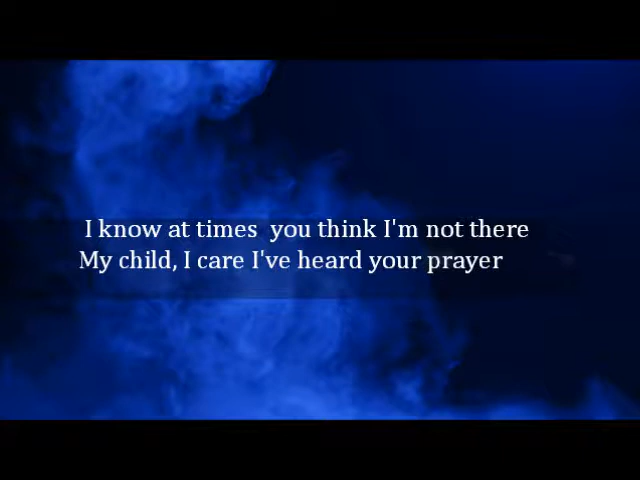 I know at times  you think I'm not there
My child, I care I've heard your prayer